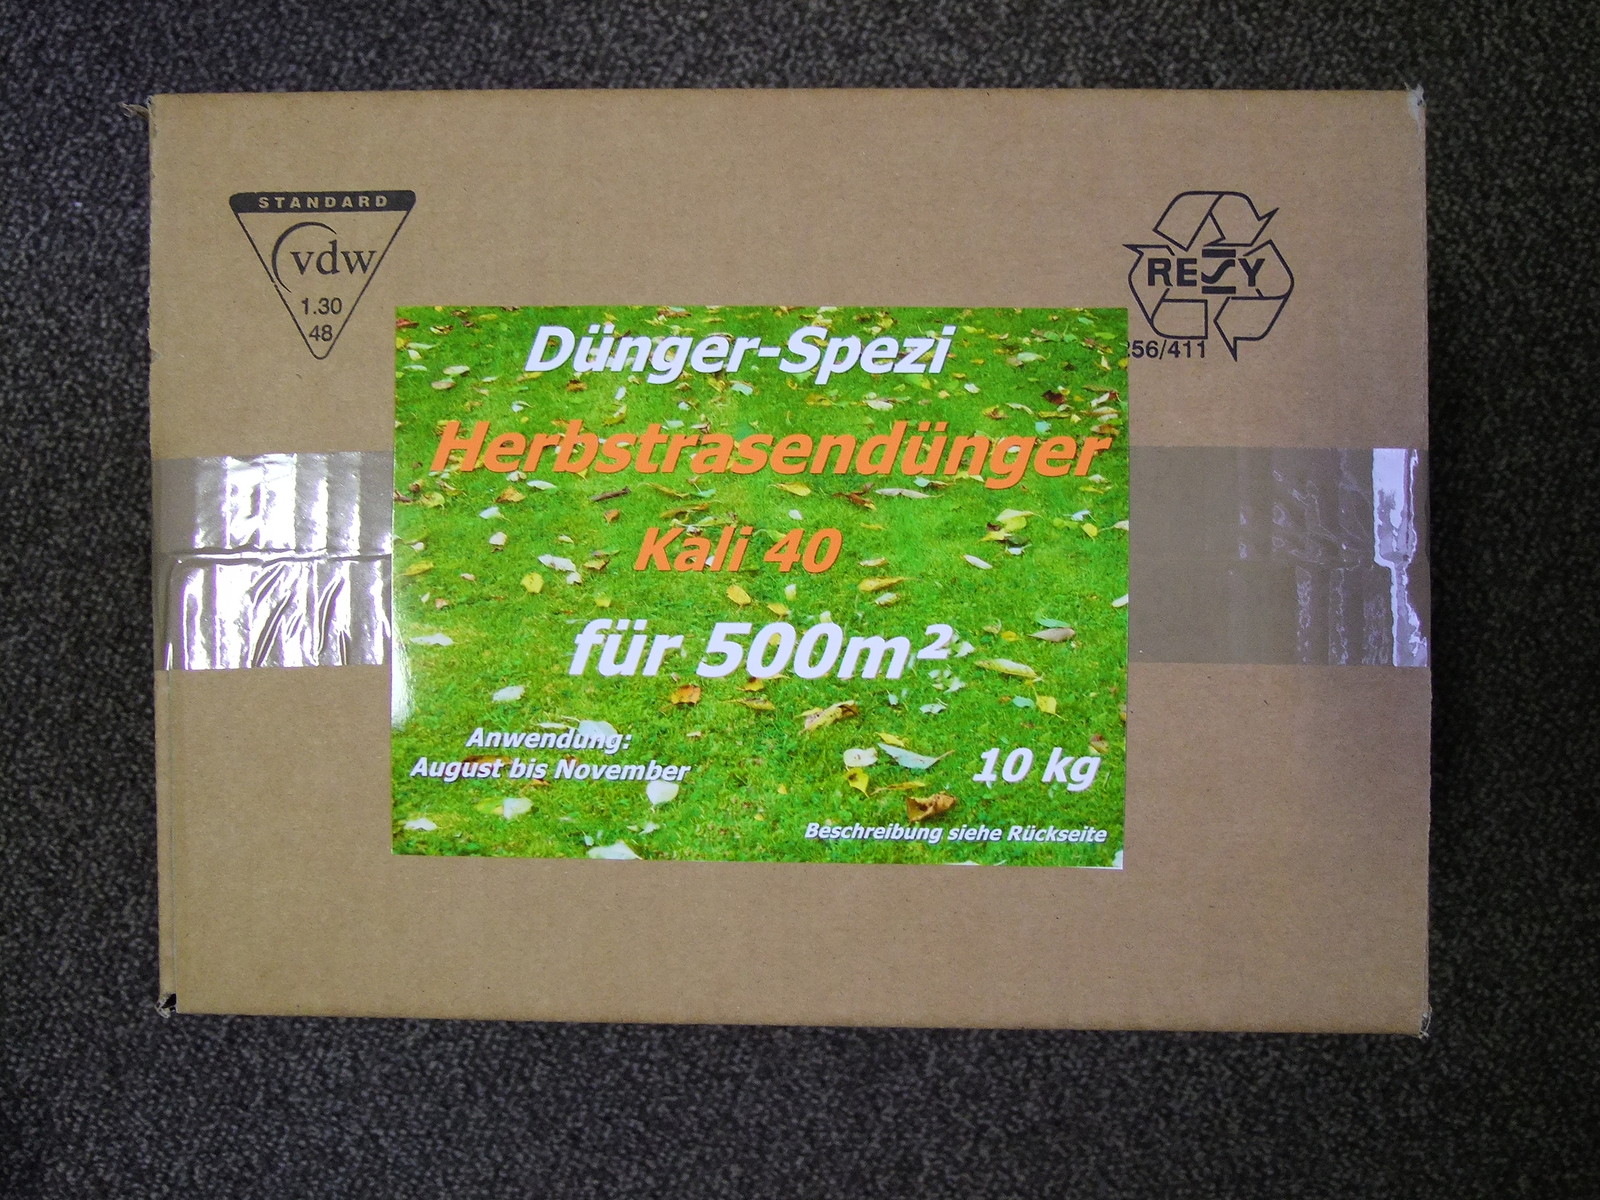 STANDARD
vdw
1.30
48
RESY
56/411
Dünger-Spezi
Herbstrasendünger
Kali 40
für 500m²
Anwendung:
August bis November
10 kg
Beschreibung siehe Rückseite